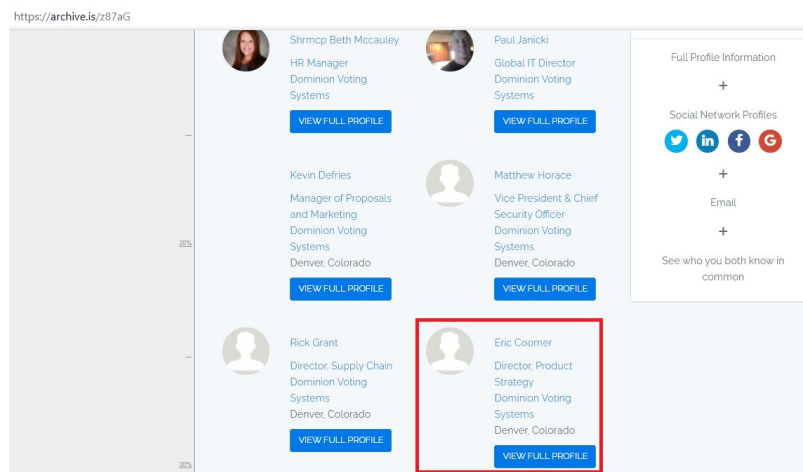 https://archive.is/z87aG
Shrmcp Beth Mccauley
HR Manager
Dominion Voting
Systems
VIEW FULL PROFILE
Paul Janicki
Global IT Director
Dominion Voting
Systems
VIEW FULL PROFILE
Kevin Defries
Manager of Proposals
and Marketing
Dominion Voting
Systems
Denver, Colorado
VIEW FULL PROFILE
Matthew Horace
Vice President & Chief
Security Officer
Dominion Voting
Systems
Denver, Colorado
VIEW FULL PROFILE
Rick Grant
Director, Supply Chain
Dominion Voting
Systems
Denver, Colorado
VIEW FULL PROFILE
Eric Coomer
Director, Product
Strategy
Dominion Voting
Systems
Denver, Colorado
VIEW FULL PROFILE
Full Profile Information
+
Social Network Profiles
in f G
+
Email
+
See who you both know in
common
20%
30%